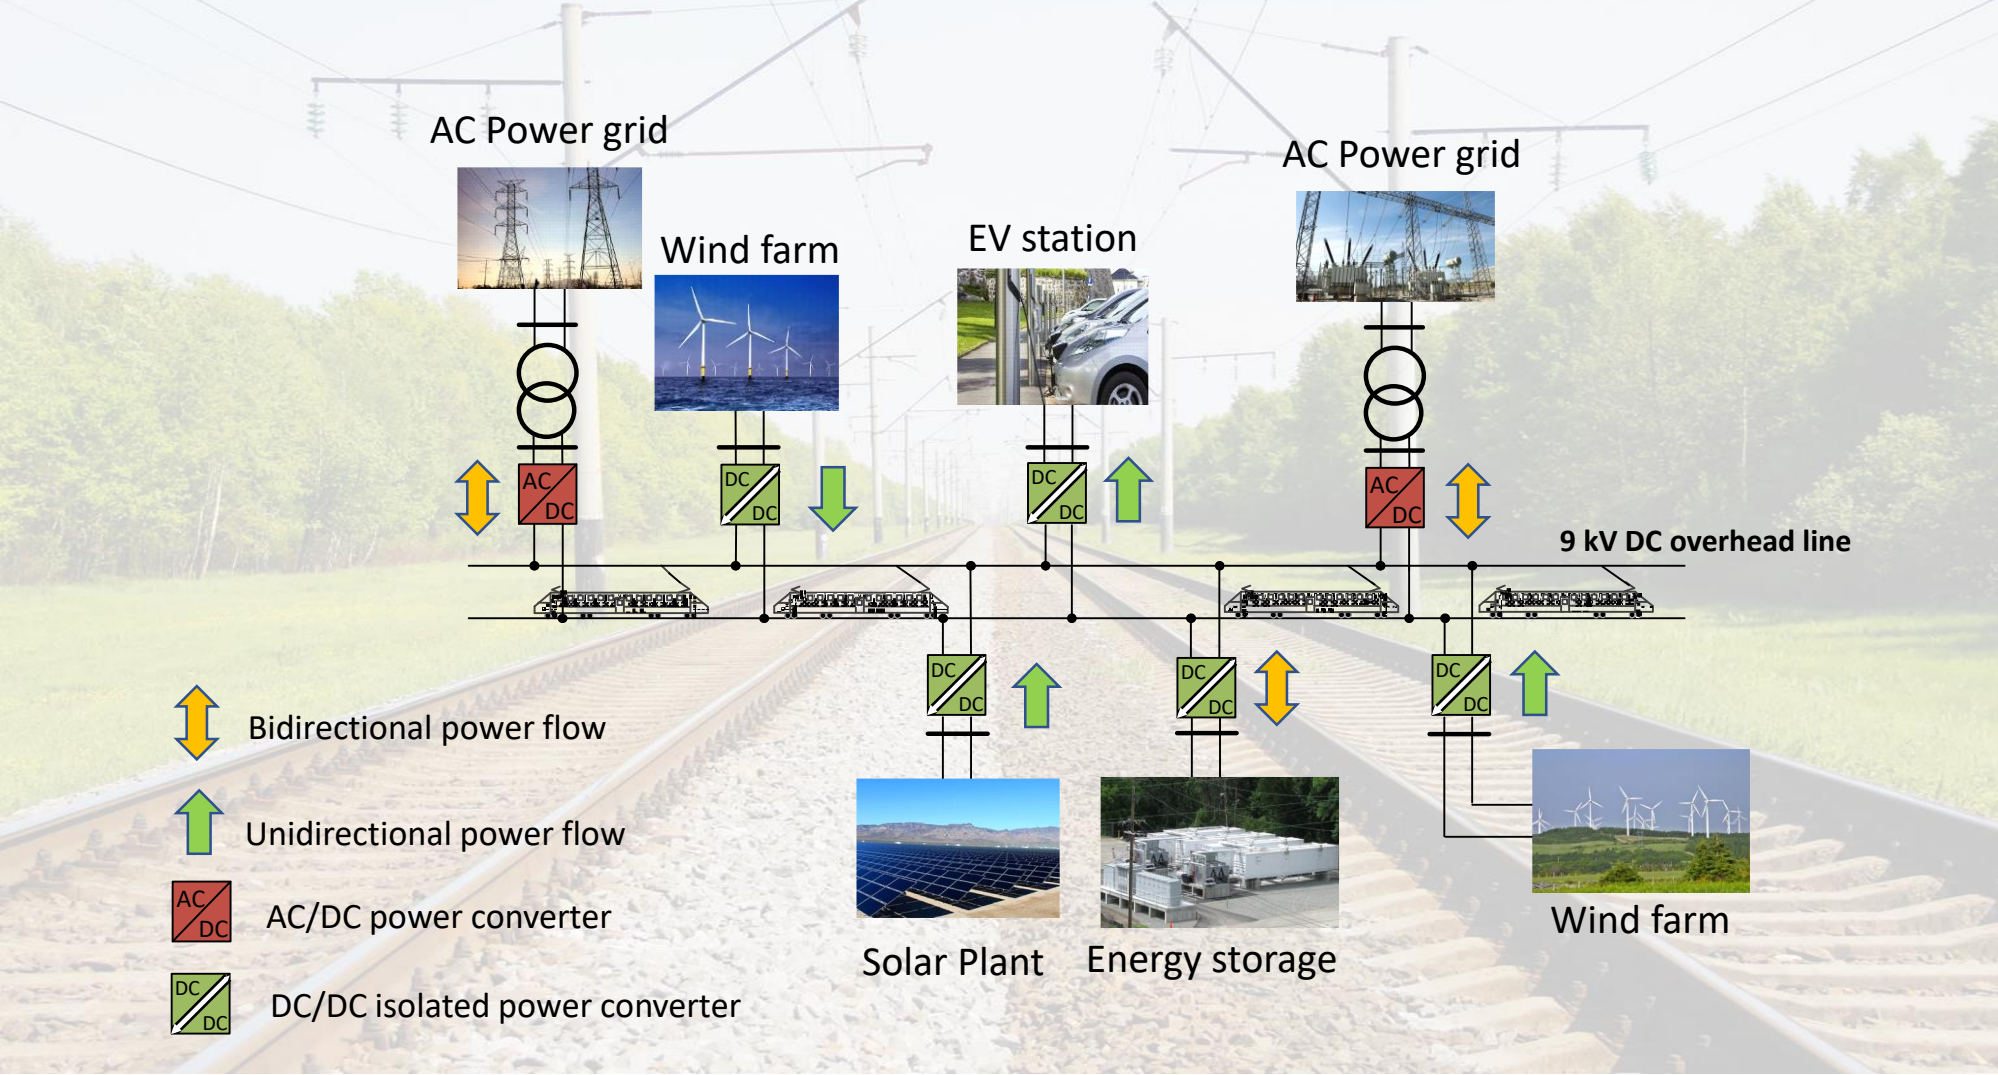 AC Power grid
AC Power grid
Wind farm
EV station
AC
DC
DC
DC
DC
DC
AC
DC
9 kV DC overhead line
DC
DC
DC
DC
DC
DC
Bidirectional power flow
Unidirectional power flow
AC
DC
AC/DC power converter
Wind farm
Solar Plant
Energy storage
DC
DC
DC/DC isolated power converter